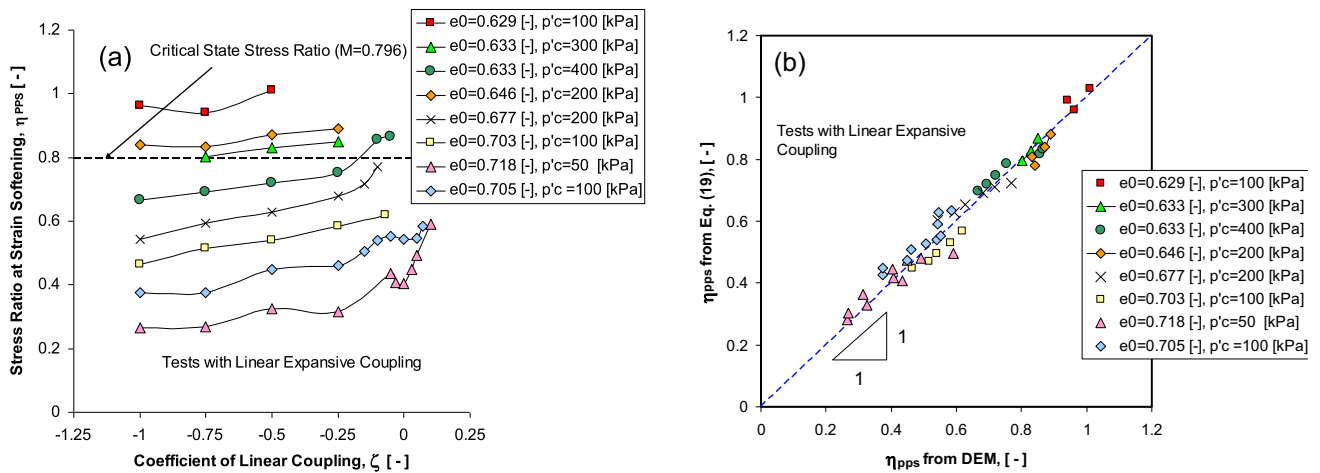 (a)
Critical State Stress Ratio (M=0.796)
Tests with Linear Expansive Coupling
Stress Ratio at Strain Softening, ηPPS [ - ]
1.2
1
0.8
0.6
0.4
0.2
0
-1.25
-1
-0.75
-0.5
-0.25
0
0.25
Coefficient of Linear Coupling, ζ [ - ]
e0=0.629 [-], p'c=100 [kPa]
e0=0.633 [-], p'c=300 [kPa]
e0=0.633 [-], p'c=400 [kPa]
e0=0.646 [-], p'c=200 [kPa]
e0=0.677 [-], p'c=200 [kPa]
e0=0.703 [-], p'c=100 [kPa]
e0=0.718 [-], p'c=50 [kPa]
e0=0.705 [-], p'c =100 [kPa]
(b)
Tests with Linear Expansive
Coupling
1
1
ηpps from Eq. (19), [ - ]
1.2
1
0.8
0.6
0.4
0.2
0
0
0.2
0.4
0.6
0.8
1
1.2
ηpps from DEM, [ - ]
e0=0.629 [-], p'c=100 [kPa]
e0=0.633 [-], p'c=300 [kPa]
e0=0.633 [-], p'c=400 [kPa]
e0=0.646 [-], p'c=200 [kPa]
e0=0.677 [-], p'c=200 [kPa]
e0=0.703 [-], p'c=100 [kPa]
e0=0.718 [-], p'c=50 [kPa]
e0=0.705 [-], p'c =100 [kPa]